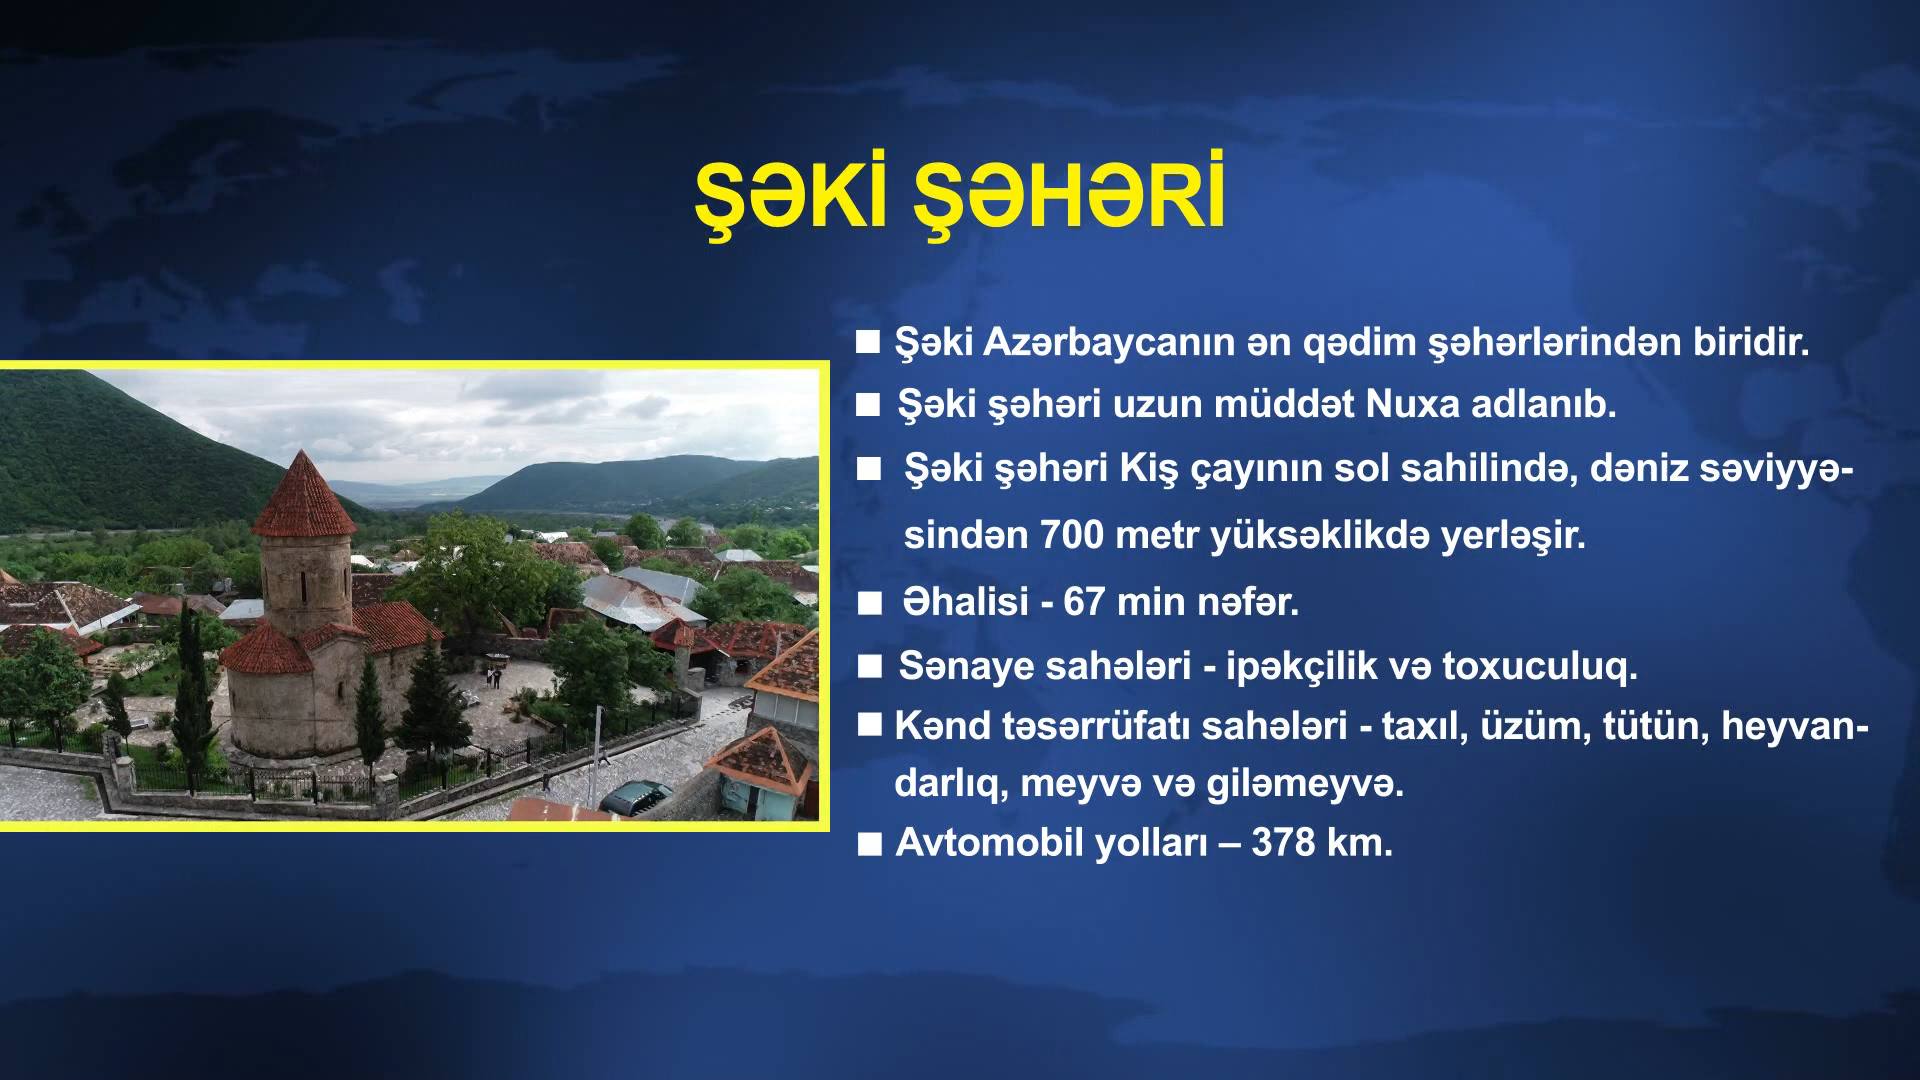 ŞƏKİ ŞƏHƏRİ
■ Şəki Azərbaycanın ən qədim şəhərlərindən biridir.
■ Şəki şəhəri uzun müddət Nuxa adlanıb.
■ Şəki şəhəri Kiş çayının sol sahilində, dəniz səviyyə-
sindən 700 metr yüksəklikdə yerləşir.
■ Əhalisi - 67 min nəfər.
■ Sənaye sahələri - ipəkçilik və toxuculuq.
■ Kənd təsərrüfatı sahələri - taxıl, üzüm, tütün, heyvan-
darlıq, meyvə və giləmeyvə.
■ Avtomobil yolları – 378 km.